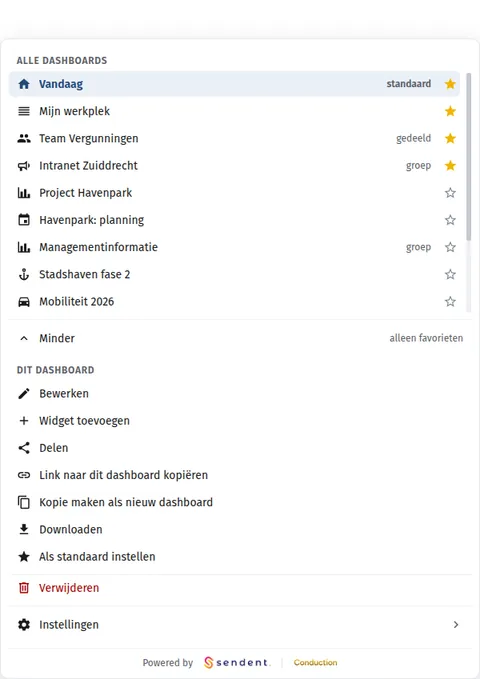 ALLE DASHBOARDS
Vandaag standaard
Mijn werkplek
Team Vergunningen gedeeld
Intranet Zuiddrecht groep
Project Havenpark
Havenpark: planning
Managementinformatie groep
Stadshaven fase 2
Mobiliteit 2026
Minder alleen favorieten
DIT DASHBOARD
Bewerken
Widget toevoegen
Delen
Link naar dit dashboard kopiëren
Kopie maken als nieuw dashboard
Downloaden
Als standaard instellen
Verwijderen
Instellingen
Powered by sendent. Conduction